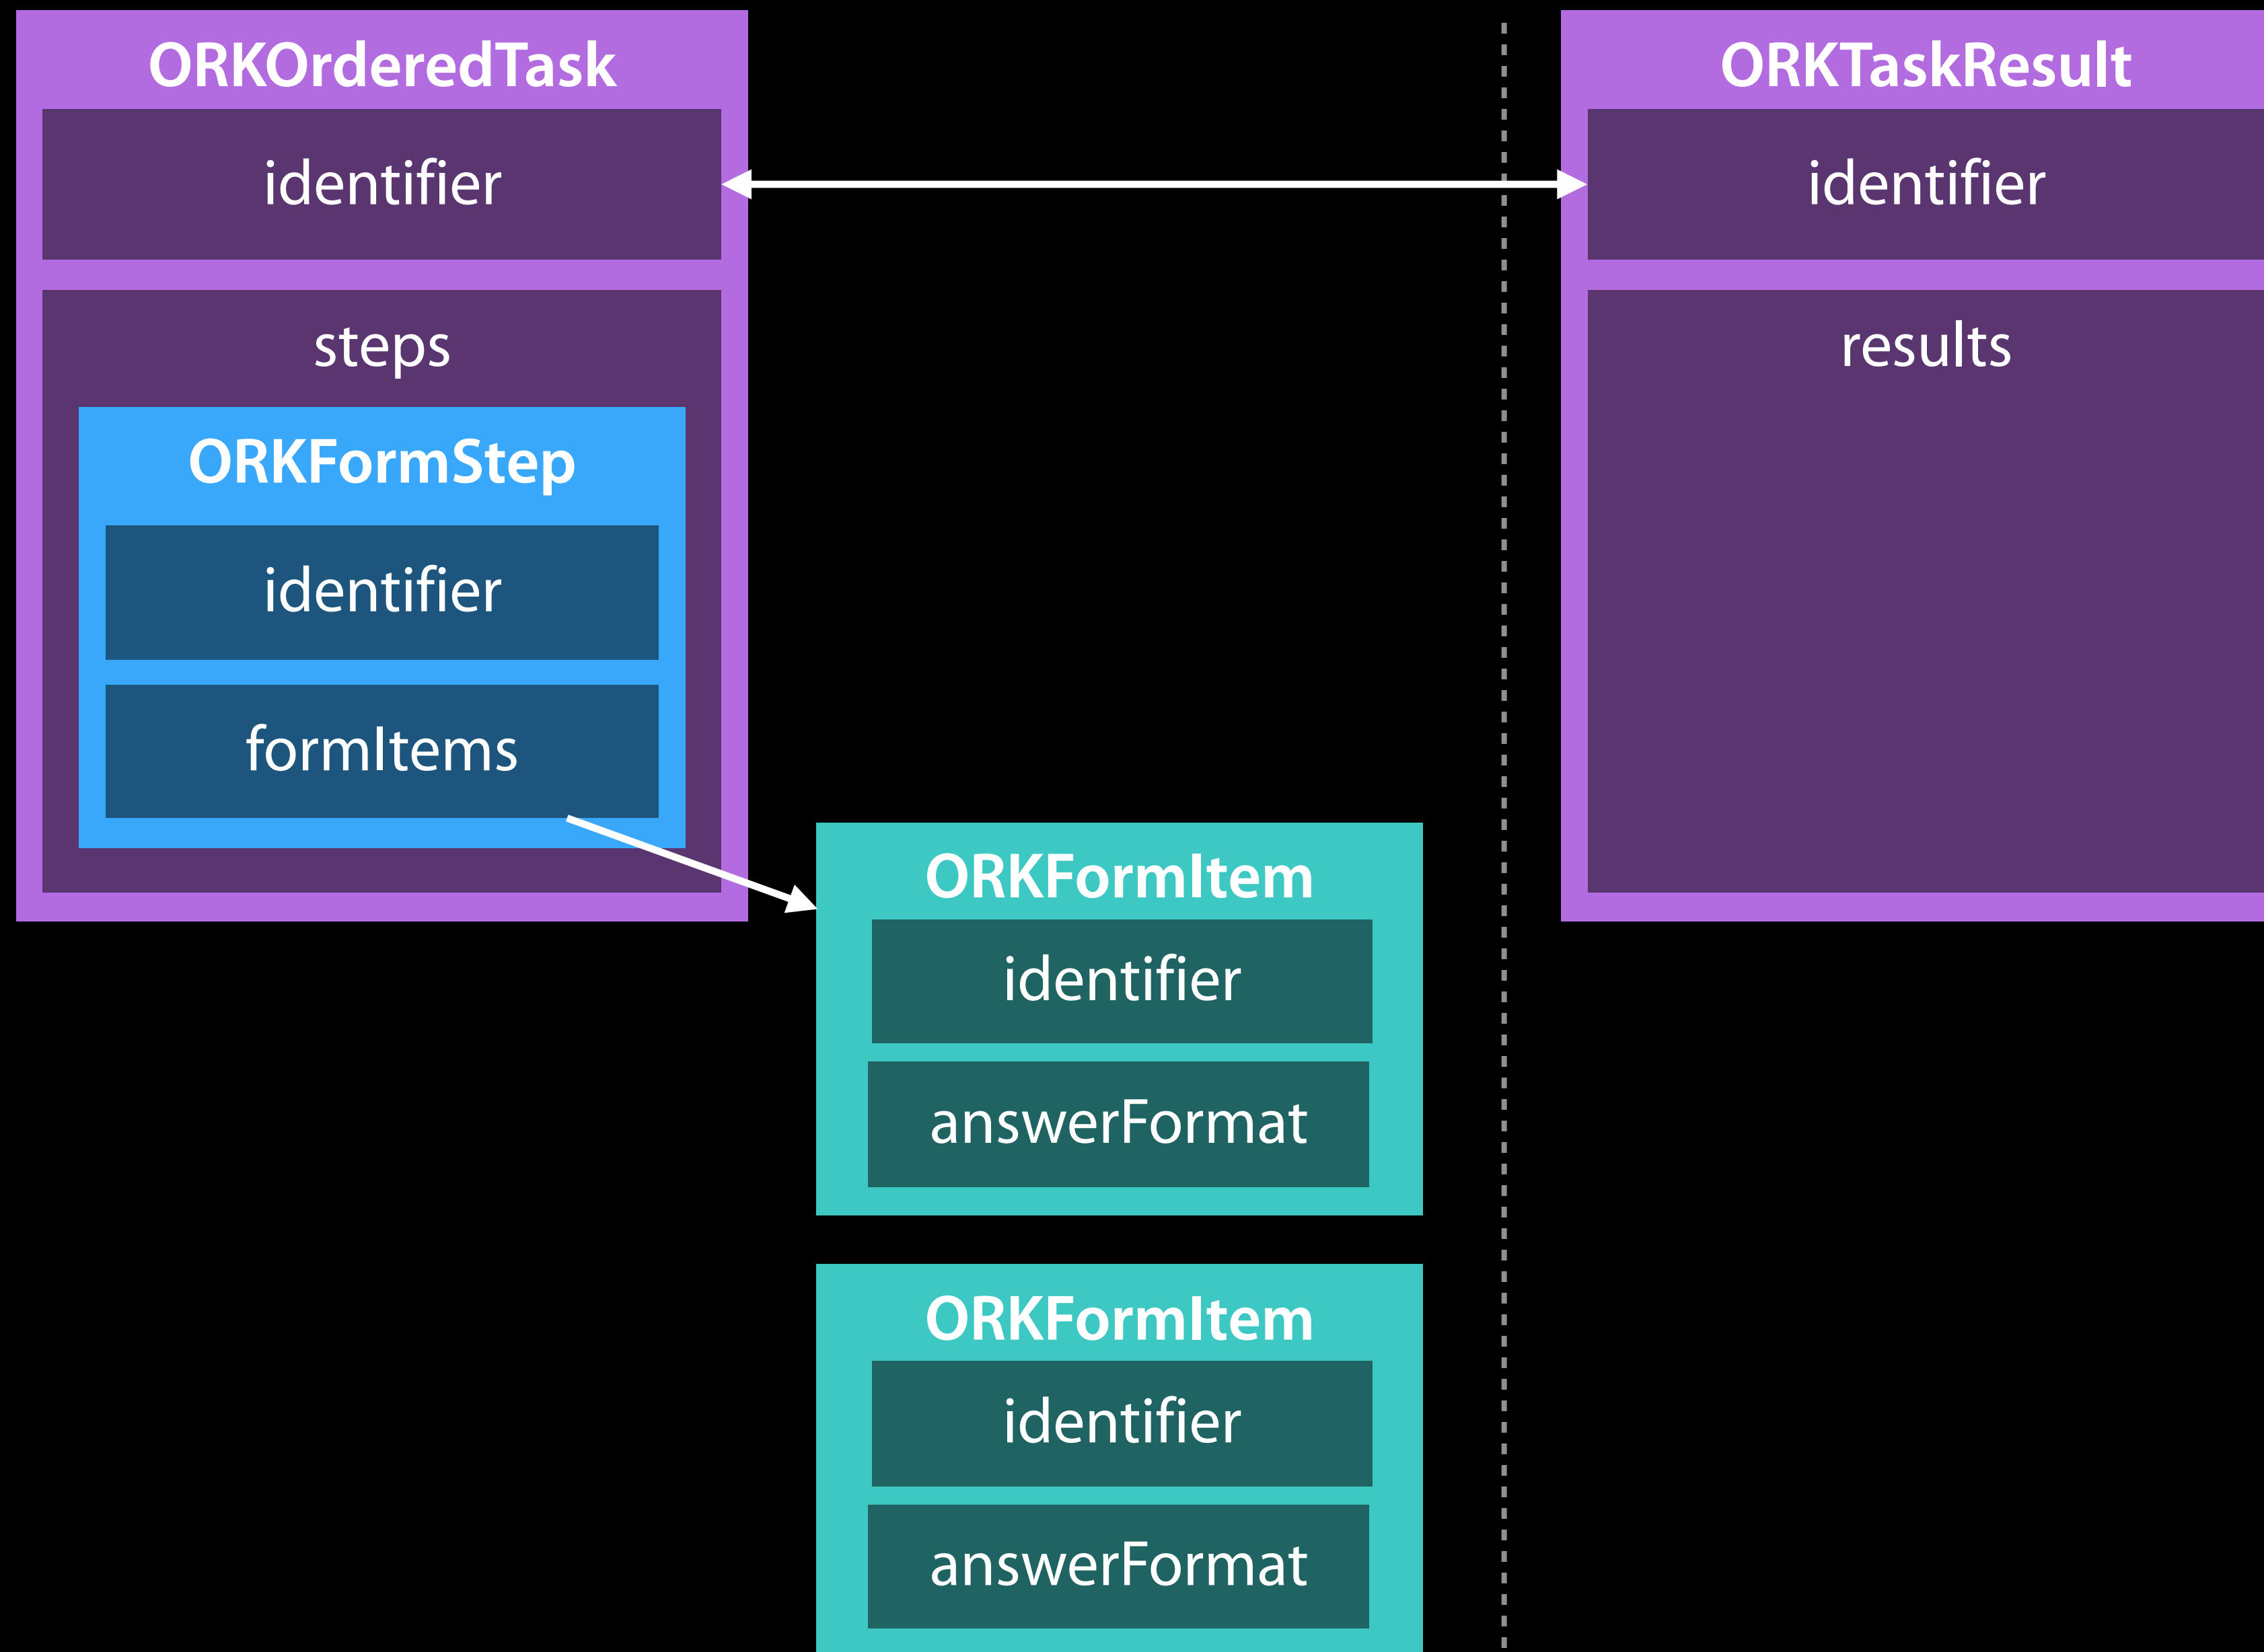 ORKOrderedTask
identifier
steps
ORKFormStep
identifier
formItems
ORKFormItem
identifier
answerFormat
ORKFormItem
identifier
answerFormat
ORKTaskResult
identifier
results